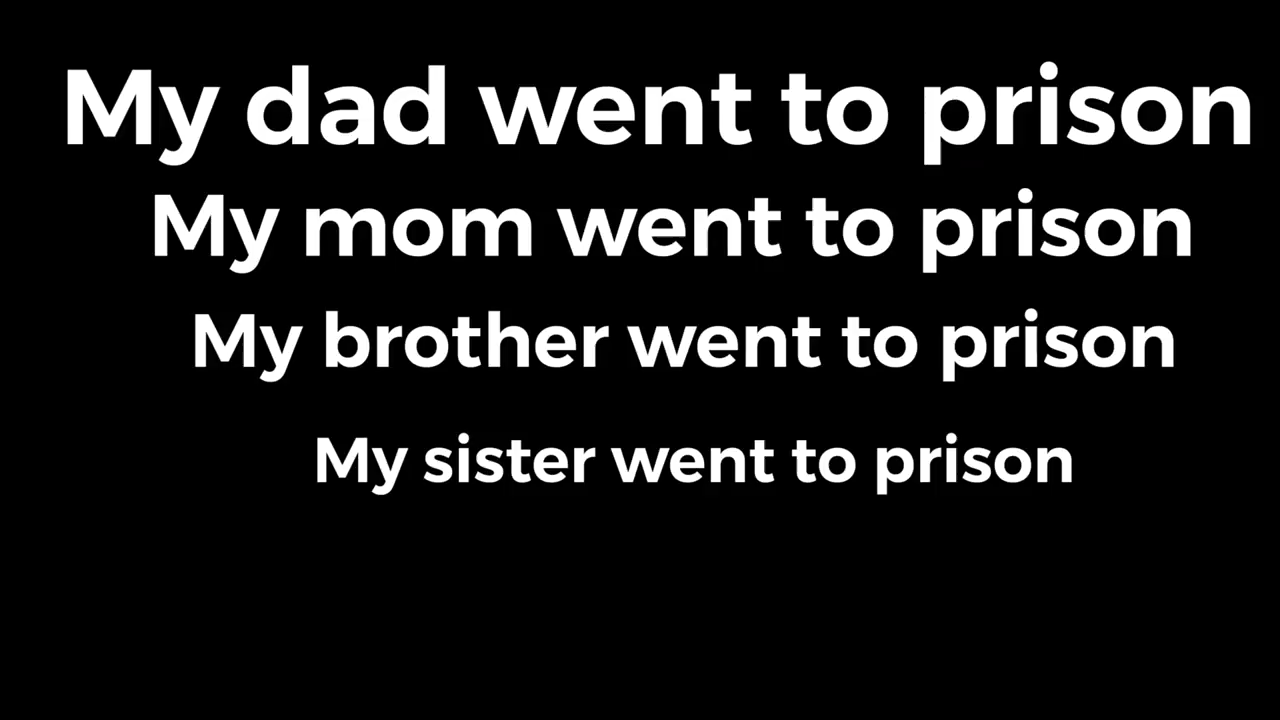 My dad went to prison
My mom went to prison
My brother went to prison
My sister went to prison